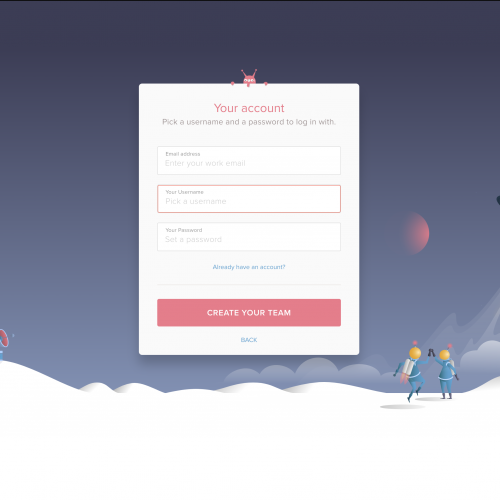 Your account
Pick a username and a password to log in with.
Email address
Enter your work email
Your Username
Pick a username
Your Password
Set a password
Already have an account?
CREATE YOUR TEAM
BACK